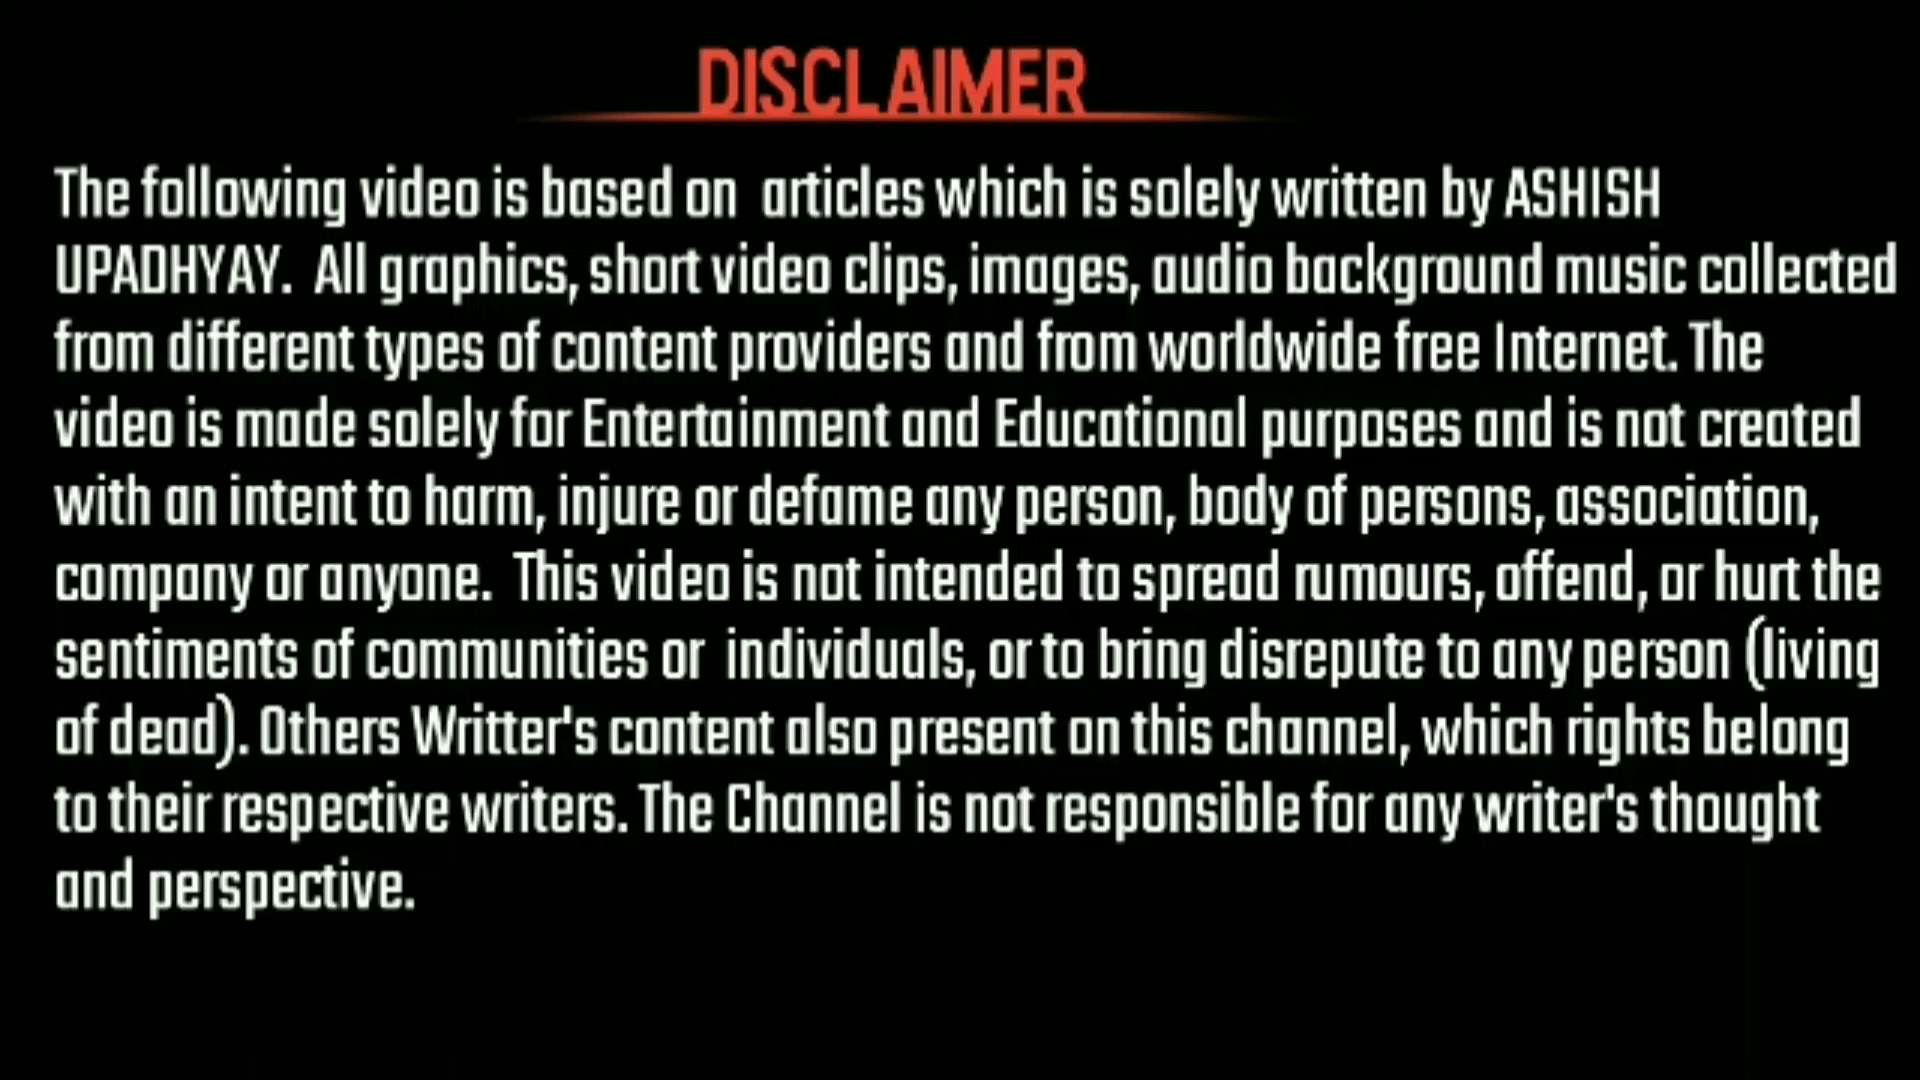 DISCLAIMER
The following video is based on articles which is solely written by ASHISH
UPADHYAY. All graphics, short video clips, images, audio background music collected
from different types of content providers and from worldwide free Internet. The
video is made solely for Entertainment and Educational purposes and is not created
with an intent to harm, injure or defame any person, body of persons, association,
company or anyone. This video is not intended to spread rumours, offend, or hurt the
sentiments of communities or individuals, or to bring disrepute to any person (living
of dead). Others Writter's content also present on this channel, which rights belong
to their respective writers. The Channel is not responsible for any writer's thought
and perspective.